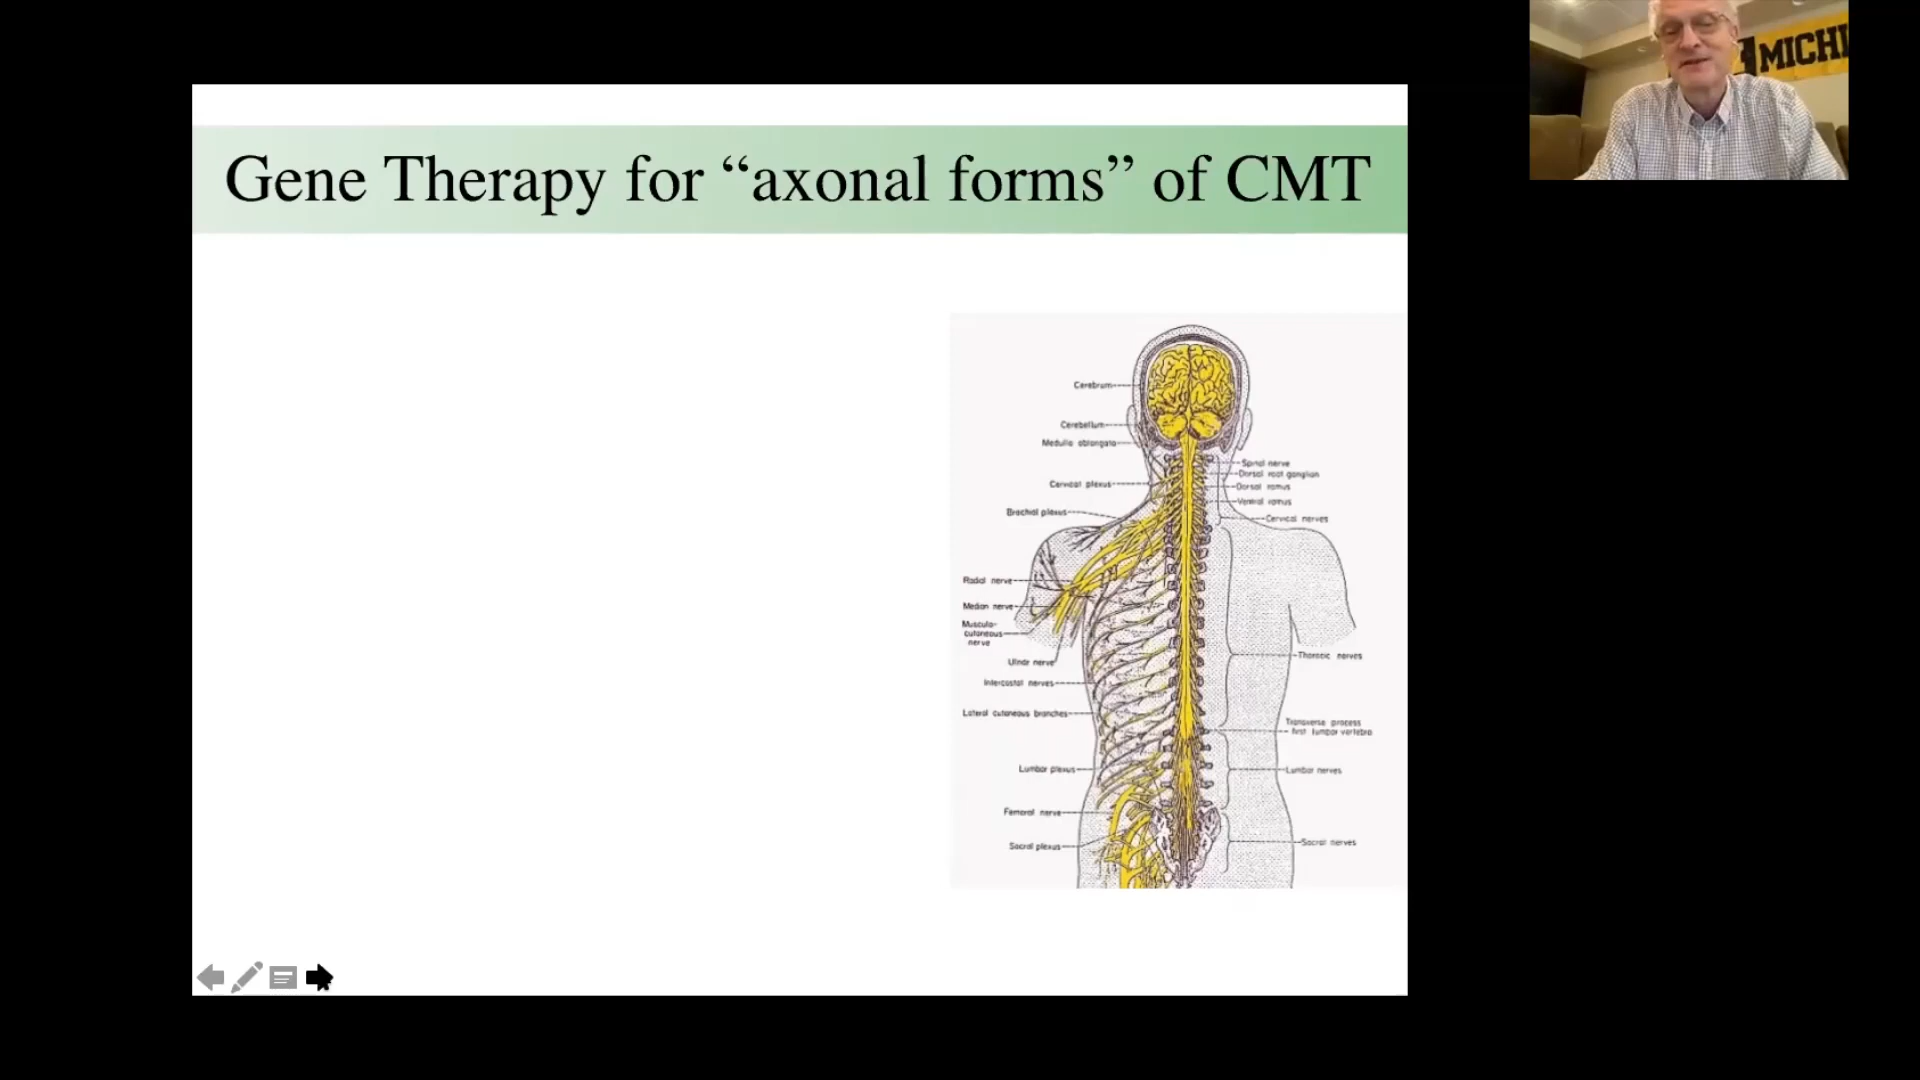 MICHI
Gene Therapy for “axonal forms” of CMT
Cerebrum
Cerebellum
Medulla oblongata
Spinal nerve
Dorsal root ganglion
Cervical plexus
Dorsal ramus
Ventral ramus
Brachial plexus
Cervical nerves
Radial nerve
Median nerve
Musculo-
cutaneous
nerve
Ulnar nerve
Thoracic nerves
Intercostal nerves
Lateral cutaneous branches
Transverse process
first lumbar vertebra
Lumbar plexus
Lumbar nerves
Femoral nerve
Sacral plexus
Sacral nerves